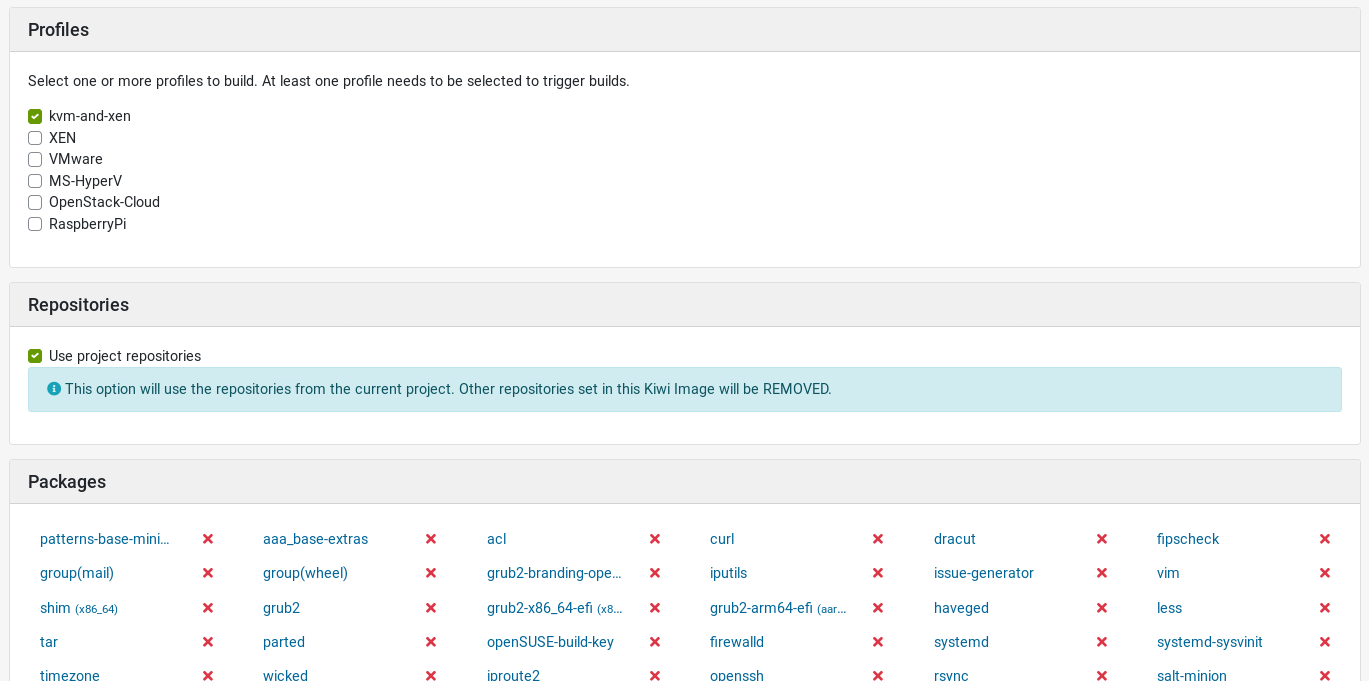 Profiles
Select one or more profiles to build. At least one profile needs to be selected to trigger builds.
kvm-and-xen
XEN
VMware
MS-HyperV
OpenStack-Cloud
RaspberryPi
Repositories
Use project repositories
This option will use the repositories from the current project. Other repositories set in this Kiwi Image will be REMOVED.
Packages
patterns-base-mini… aaa_base-extras acl curl dracut fipscheck
group(mail) group(wheel) grub2-branding-ope… iputils issue-generator vim
shim (x86_64) grub2 grub2-x86_64-efi (x8… grub2-arm64-efi (aar… haveged less
tar parted openSUSE-build-key firewalld systemd systemd-sysvinit
timezone wicked iproute2 openssh rsync salt-minion